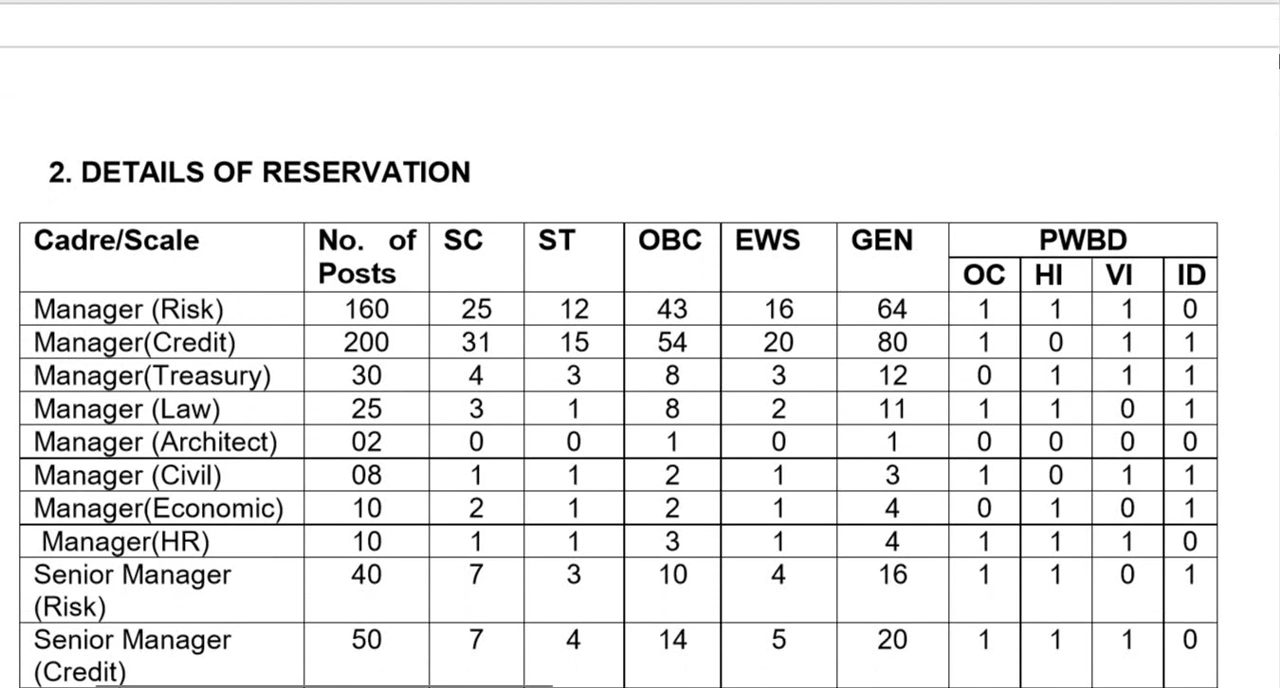 2. DETAILS OF RESERVATION
Cadre/Scale No. of Posts SC ST OBC EWS GEN PWBD
OC HI VI ID
Manager (Risk) 160 25 12 43 16 64 1 1 1 0
Manager(Credit) 200 31 15 54 20 80 1 0 1 1
Manager(Treasury) 30 4 3 8 3 12 0 1 1 1
Manager (Law) 25 3 1 8 2 11 1 1 0 1
Manager (Architect) 02 0 0 1 0 1 0 0 0 0
Manager (Civil) 08 1 1 2 1 3 1 0 1 1
Manager(Economic) 10 2 1 2 1 4 0 1 0 1
Manager(HR) 10 1 1 3 1 4 1 1 1 0
Senior Manager (Risk) 40 7 3 10 4 16 1 1 0 1
Senior Manager (Credit) 50 7 4 14 5 20 1 1 1 0